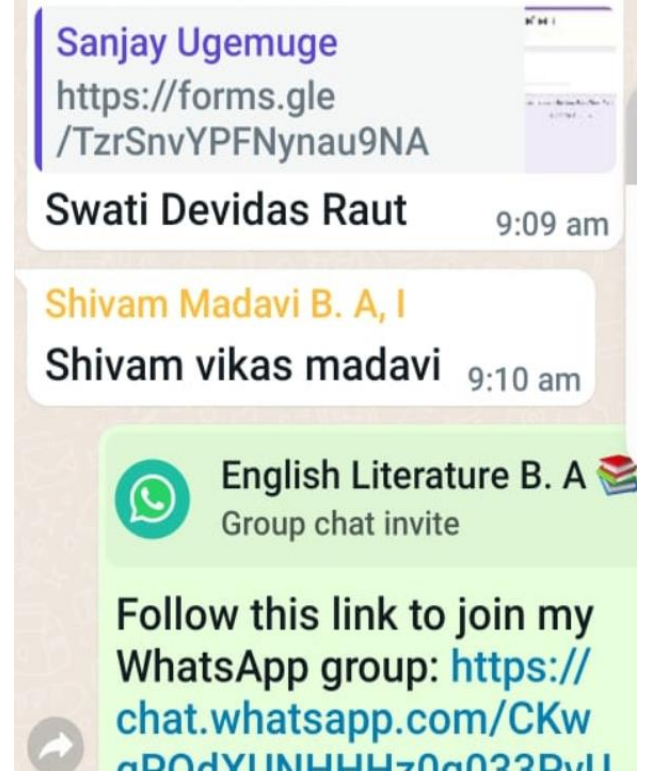 Sanjay Ugemuge
https://forms.gle
/TzrSnvYPFNynau9NA
Swati Devidas Raut
9:09 am
Shivam Madavi B. A, I
Shivam vikas madavi
9:10 am
English Literature B. A
Group chat invite
Follow this link to join my
WhatsApp group: https://
chat.whatsapp.com/CKw